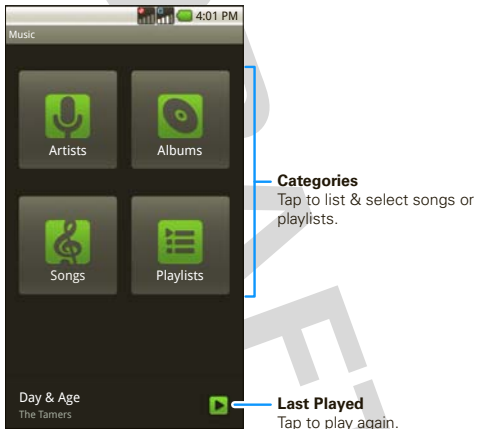 4:01 PM
Music
Artists
Albums
Songs
Playlists
Categories
Tap to list & select songs or
playlists.
Day & Age
The Tamers
Last Played
Tap to play again.